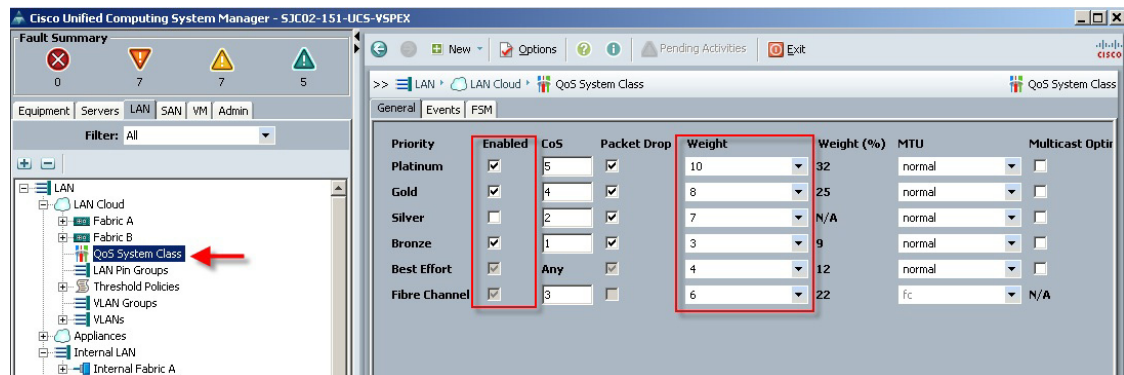 Cisco Unified Computing System Manager - SJC02-151-UCS-VSPEX
Fault Summary
0 7 7 5
New Options Pending Activities Exit
CISCO
>> LAN LAN Cloud QoS System Class QoS System Class
Equipment Servers LAN SAN VM Admin
Filter: All
LAN
LAN Cloud
Fabric A
Fabric B
QoS System Class
LAN Pin Groups
Threshold Policies
VLAN Groups
VLANs
Appliances
Internal LAN
Internal Fabric A
General Events FSM
Priority Enabled CoS Packet Drop Weight Weight (%) MTU Multicast Optir
Platinum 5 10 32 normal
Gold 4 8 25 normal
Silver 2 7 N/A normal
Bronze 1 3 9 normal
Best Effort Any 4 12 normal
Fibre Channel 3 6 22 fc N/A